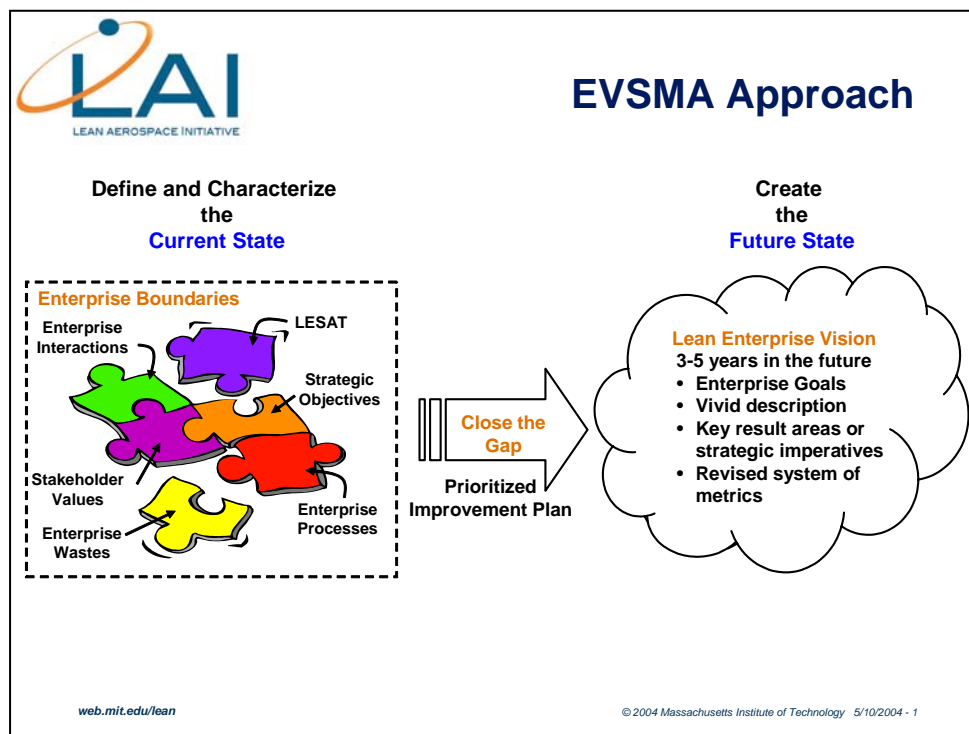 LAI
LEAN AEROSPACE INITIATIVE
EVSMA Approach
Define and Characterize
the
Current State
Create
the
Future State
Enterprise Boundaries
Enterprise
Interactions
LESAT
Strategic
Objectives
Stakeholder
Values
Enterprise
Wastes
Enterprise
Processes
Close the
Gap
Prioritized
Improvement Plan
Lean Enterprise Vision
3-5 years in the future
• Enterprise Goals
• Vivid description
• Key result areas or
strategic imperatives
• Revised system of
metrics
web.mit.edu/lean
© 2004 Massachusetts Institute of Technology 5/10/2004 - 1